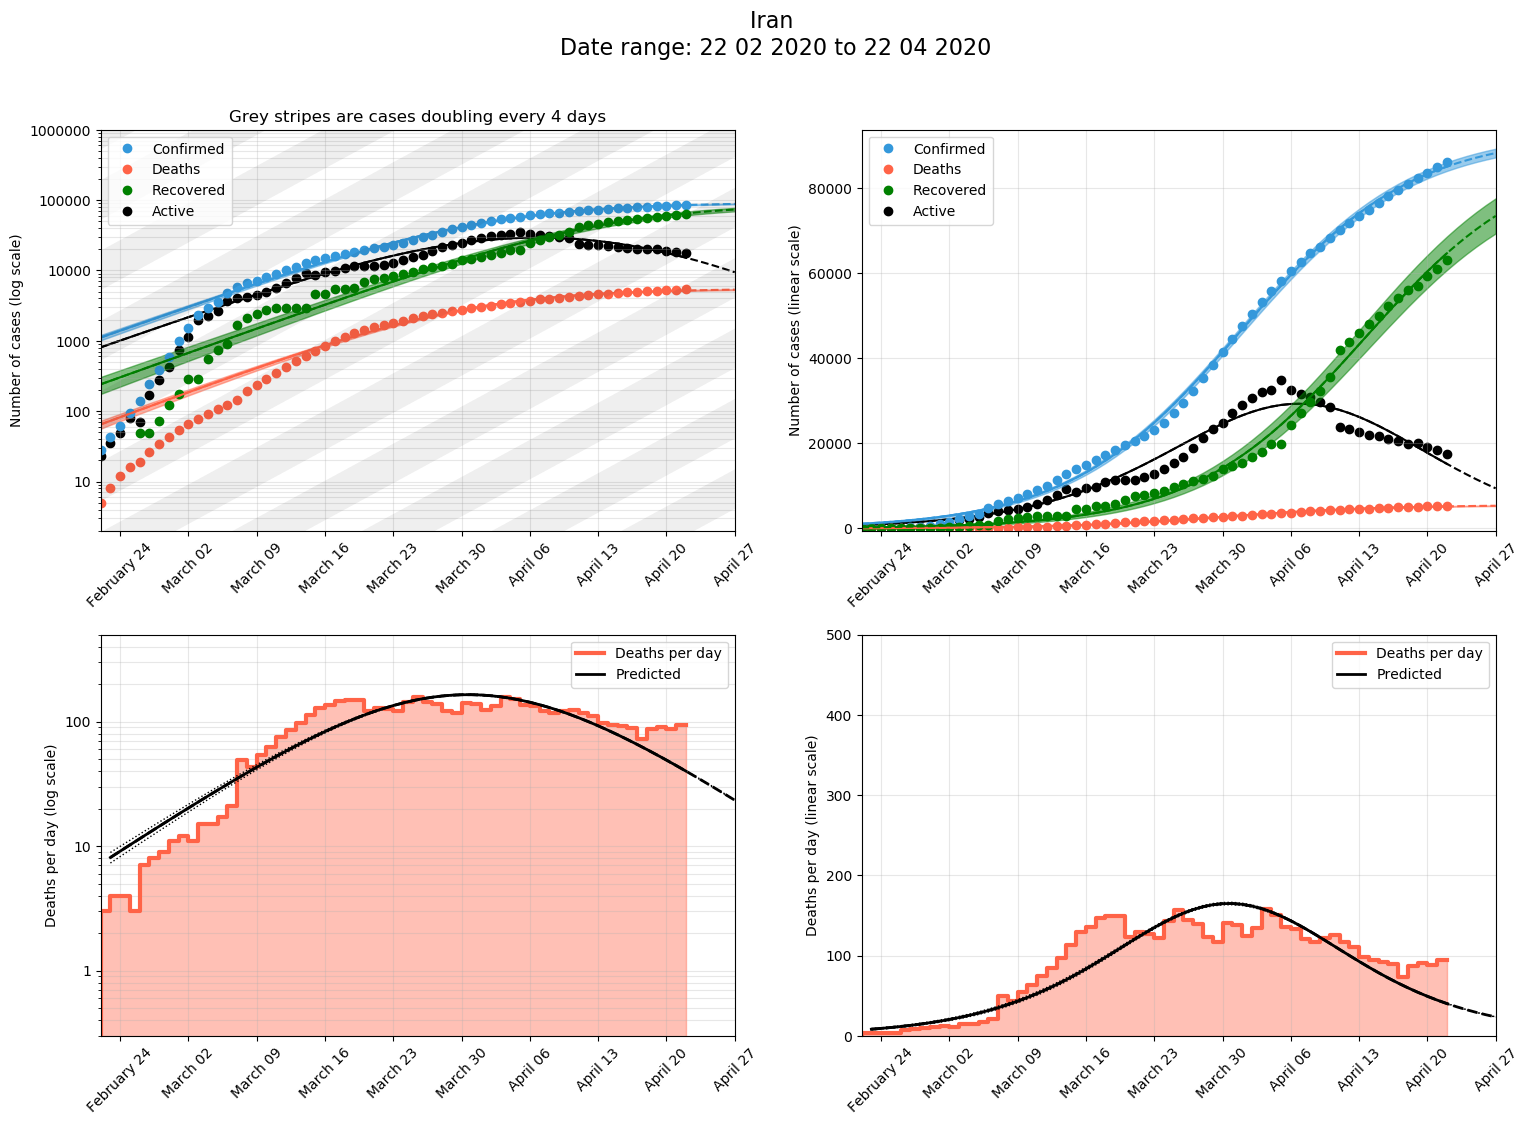 Iran
Date range: 22 02 2020 to 22 04 2020
Grey stripes are cases doubling every 4 days
Number of cases (log scale)
1000000
100000
10000
1000
100
10
Confirmed
Deaths
Recovered
Active
February 24
March 02
March 09
March 16
March 23
March 30
April 06
April 13
April 20
April 27
Number of cases (linear scale)
80000
60000
40000
20000
0
Confirmed
Deaths
Recovered
Active
February 24
March 02
March 09
March 16
March 23
March 30
April 06
April 13
April 20
April 27
Deaths per day (log scale)
100
10
1
Deaths per day
Predicted
February 24
March 02
March 09
March 16
March 23
March 30
April 06
April 13
April 20
April 27
Deaths per day (linear scale)
500
400
300
200
100
0
Deaths per day
Predicted
February 24
March 02
March 09
March 16
March 23
March 30
April 06
April 13
April 20
April 27